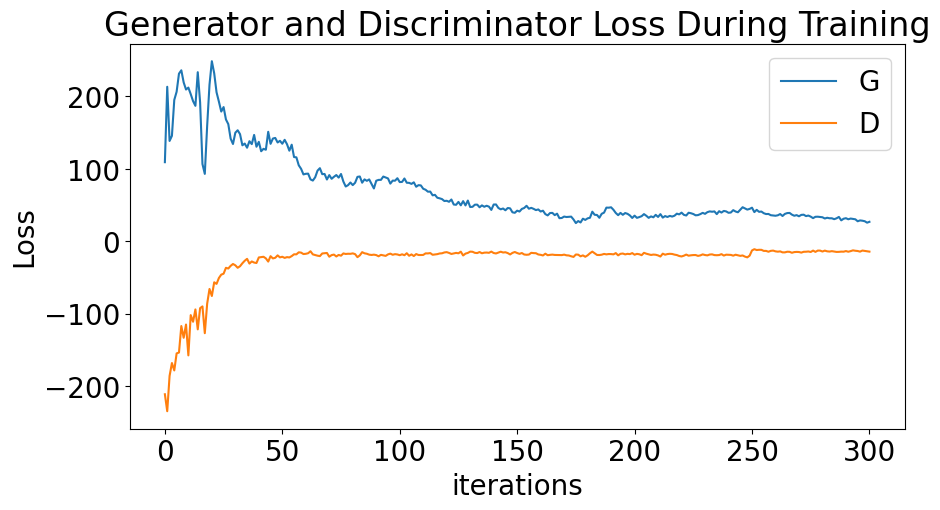 Generator and Discriminator Loss During Training
G
D
Loss
200
100
0
−100
−200
0 50 100 150 200 250 300
iterations